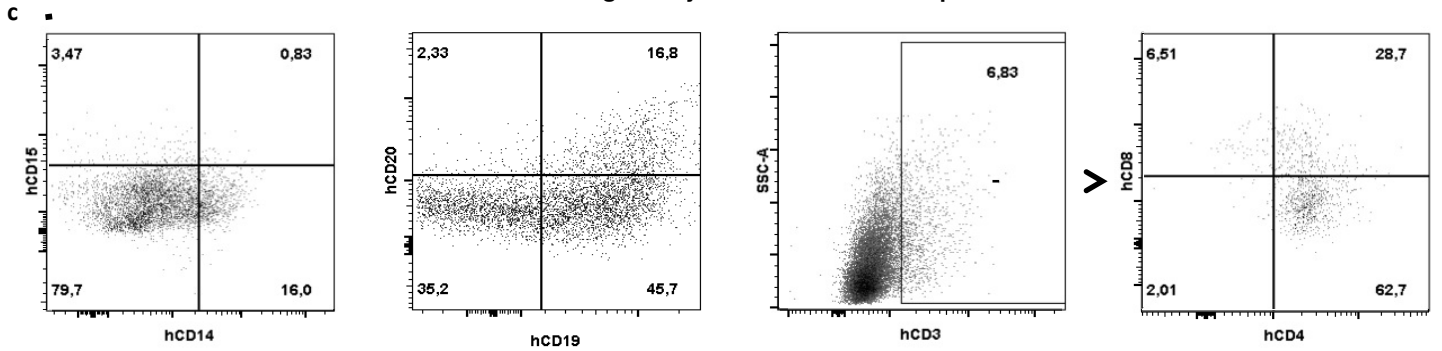 c
3,47 0,83
hCD15
79,7 16,0
hCD14
2,33 16,8
hCD20
35,2 45,7
hCD19
6,83
SSC-A
hCD3
>
6,51 28,7
hCD8
2,01 62,7
hCD4